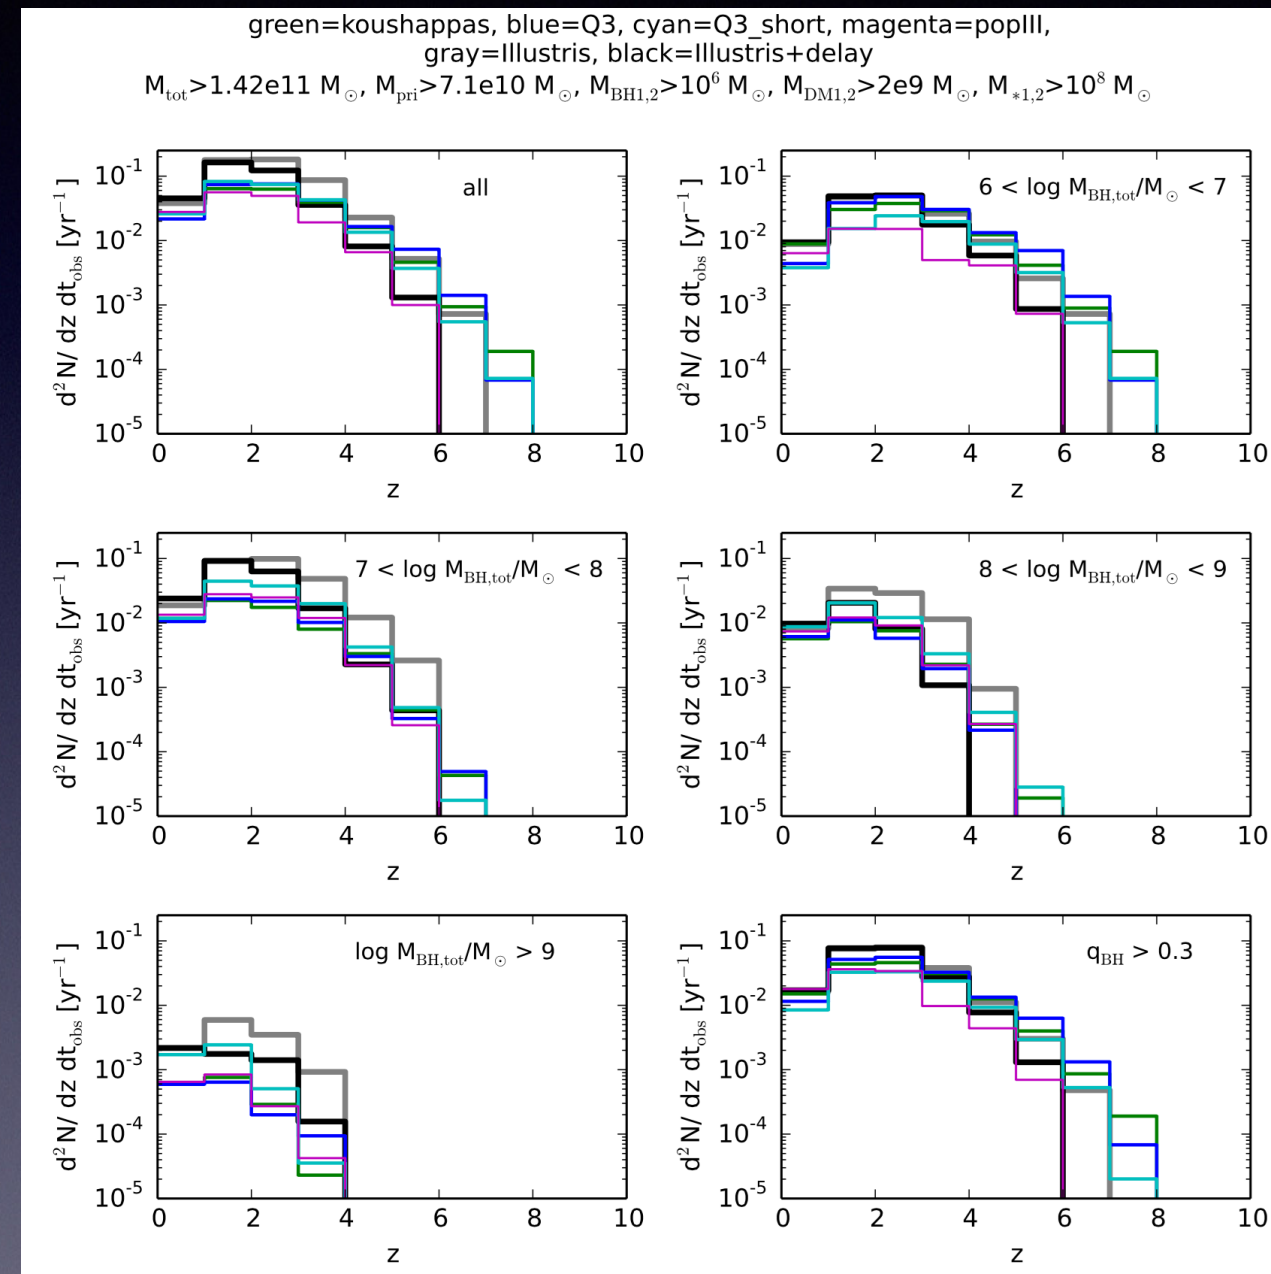 green=koushappas, blue=Q3, cyan=Q3_short, magenta=popIII,
gray=Illustris, black=Illustris+delay
M_tot>1.42e11 M_⊙, M_pri>7.1e10 M_⊙, M_BH1,2>10^6 M_⊙, M_DM1,2>2e9 M_⊙, M_*1,2>10^8 M_⊙
all
d^2 N/ dz dt_obs [yr^-1]
10^-1
10^-2
10^-3
10^-4
10^-5
0 2 4 6 8 10
z
6 < log M_BH,tot/M_⊙ < 7
d^2 N/ dz dt_obs [yr^-1]
10^-1
10^-2
10^-3
10^-4
10^-5
0 2 4 6 8 10
z
7 < log M_BH,tot/M_⊙ < 8
d^2 N/ dz dt_obs [yr^-1]
10^-1
10^-2
10^-3
10^-4
10^-5
0 2 4 6 8 10
z
8 < log M_BH,tot/M_⊙ < 9
d^2 N/ dz dt_obs [yr^-1]
10^-1
10^-2
10^-3
10^-4
10^-5
0 2 4 6 8 10
z
log M_BH,tot/M_⊙ > 9
d^2 N/ dz dt_obs [yr^-1]
10^-1
10^-2
10^-3
10^-4
10^-5
0 2 4 6 8 10
z
q_BH > 0.3
d^2 N/ dz dt_obs [yr^-1]
10^-1
10^-2
10^-3
10^-4
10^-5
0 2 4 6 8 10
z